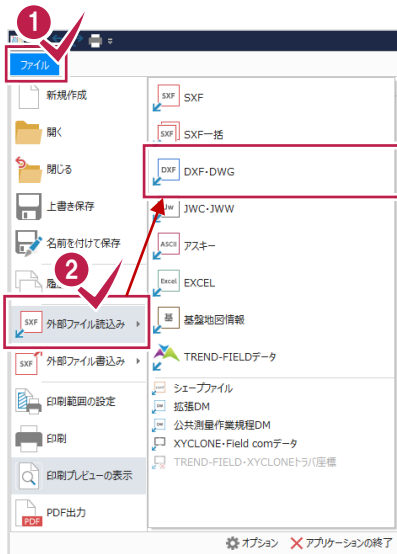 1
ファイル
新規作成
開く
閉じる
上書き保存
名前を付けて保存
2
SXF 外部ファイル読込み
SXF 外部ファイル書込み
印刷範囲の設定
印刷
印刷プレビューの表示
PDF PDF出力
SXF SXF
SXF SXF一括
DXF DXF・DWG
JWC・JWW
ASCII アスキー
Excel EXCEL
基 基盤地図情報
TREND-FIELDデータ
シェープファイル
DM 拡張DM
DM 公共測量作業規程DM
XYCLONE・Field comデータ
TREND-FIELD・XYCLONEトラバ座標
オプション アプリケーションの終了